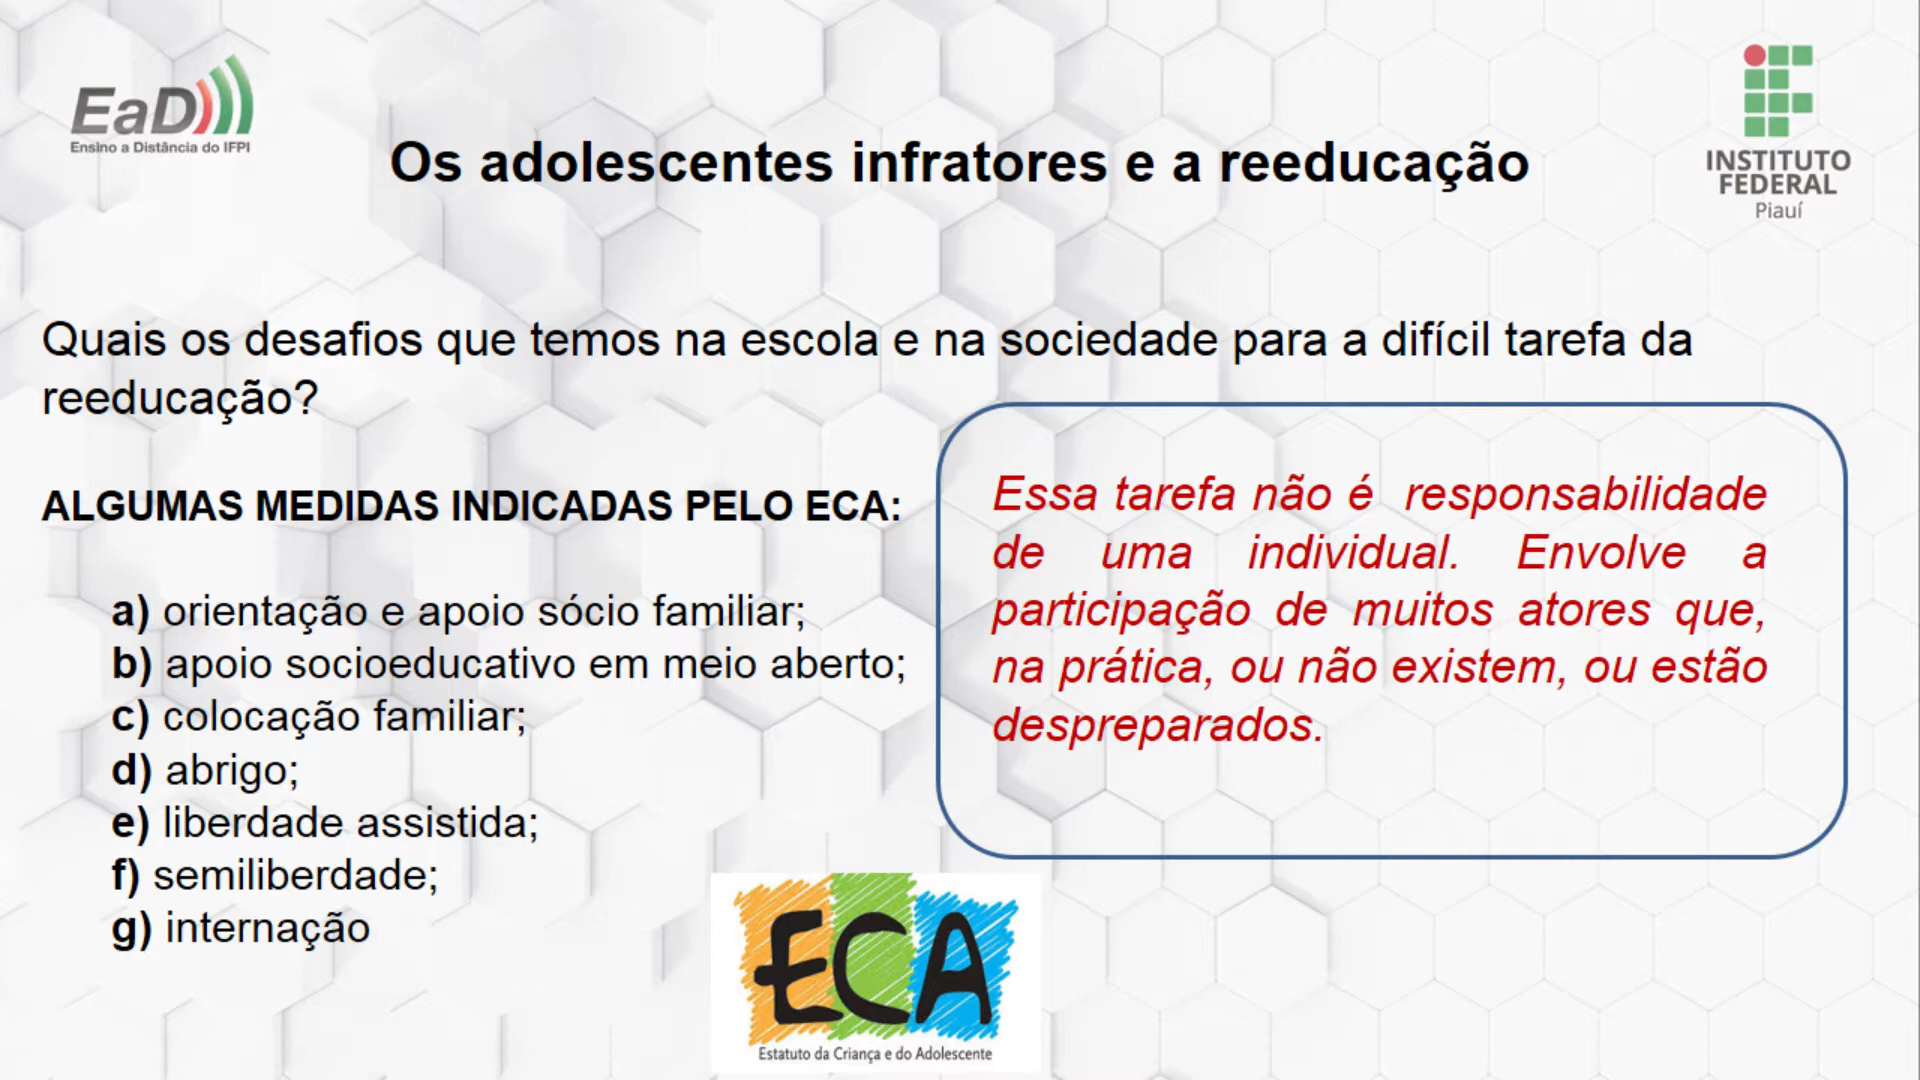 EaD
Ensino a Distância do IFPI
INSTITUTO
FEDERAL
Piauí
Os adolescentes infratores e a reeducação
Quais os desafios que temos na escola e na sociedade para a difícil tarefa da
reeducação?
ALGUMAS MEDIDAS INDICADAS PELO ECA:
a) orientação e apoio sócio familiar;
b) apoio socioeducativo em meio aberto;
c) colocação familiar;
d) abrigo;
e) liberdade assistida;
f) semiliberdade;
g) internação
Essa tarefa não é responsabilidade
de uma individual. Envolve a
participação de muitos atores que,
na prática, ou não existem, ou estão
despreparados.
ECA
Estatuto da Criança e do Adolescente